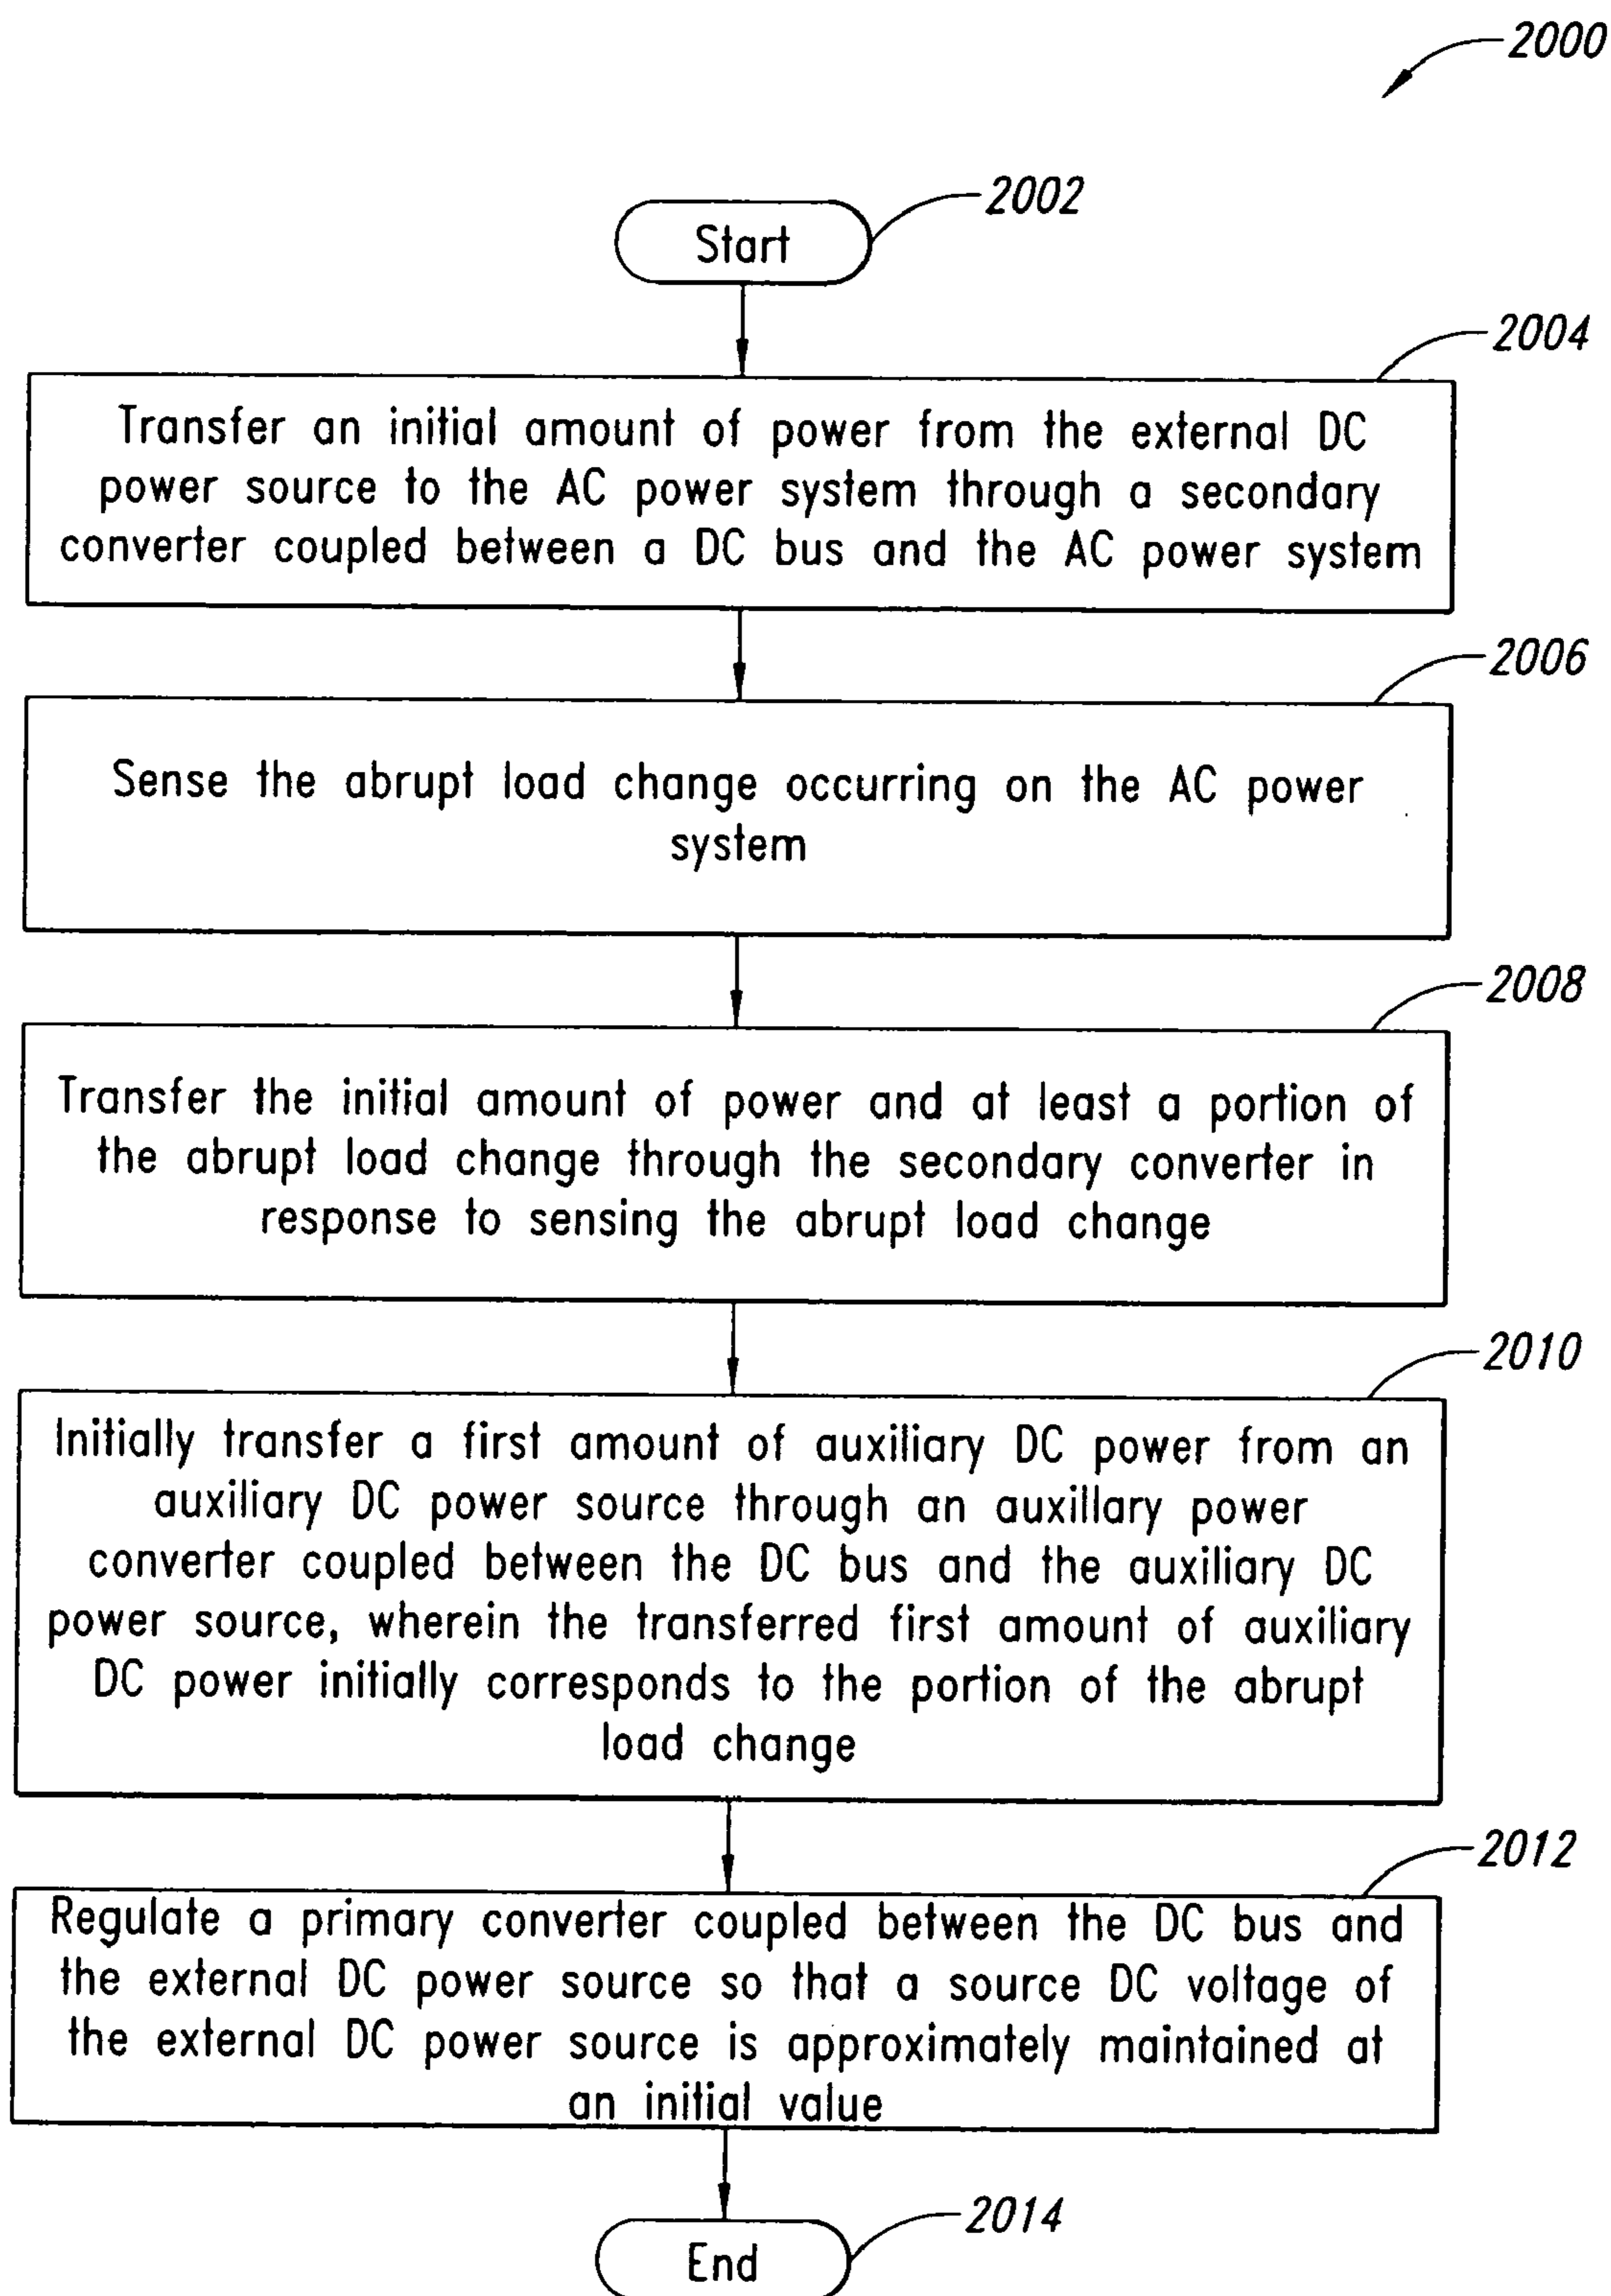 2000
2002
Start
2004
Transfer an initial amount of power from the external DC
power source to the AC power system through a secondary
converter coupled between a DC bus and the AC power system
2006
Sense the abrupt load change occurring on the AC power
system
2008
Transfer the initial amount of power and at least a portion of
the abrupt load change through the secondary converter in
response to sensing the abrupt load change
2010
Initially transfer a first amount of auxiliary DC power from an
auxiliary DC power source through an auxillary power
converter coupled between the DC bus and the auxiliary DC
power source, wherein the transferred first amount of auxiliary
DC power initially corresponds to the portion of the abrupt
load change
2012
Regulate a primary converter coupled between the DC bus and
the external DC power source so that a source DC voltage of
the external DC power source is approximately maintained at
an initial value
2014
End